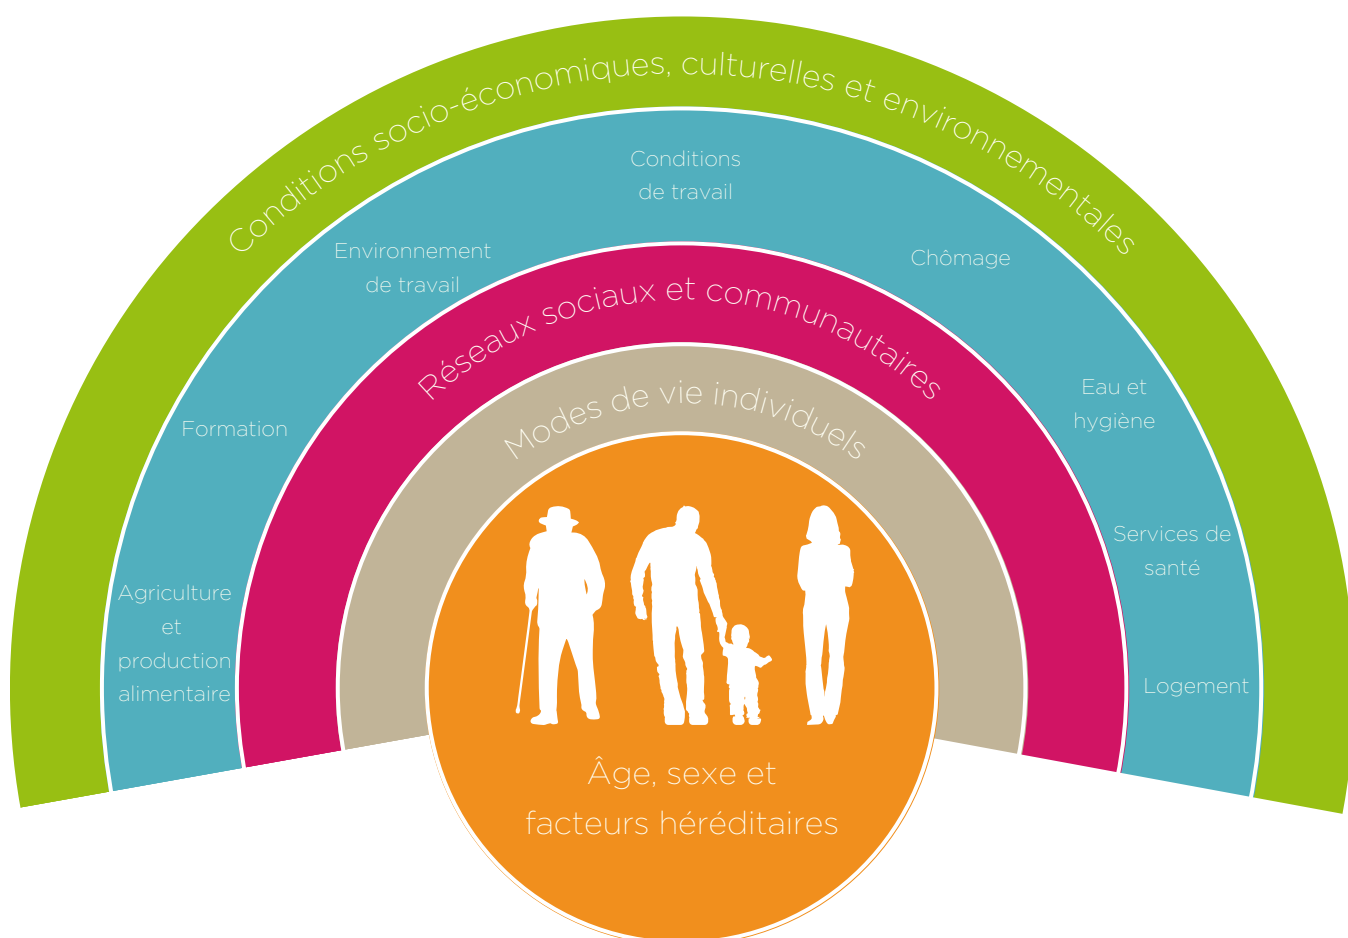 Conditions socio-économiques, culturelles et environnementales
Conditions
de travail
Environnement
de travail
Chômage
Réseaux sociaux et communautaires
Modes de vie individuels
Eau et
hygiène
Formation
Services de
santé
Agriculture
et
production
alimentaire
Logement
Âge, sexe et
facteurs héréditaires